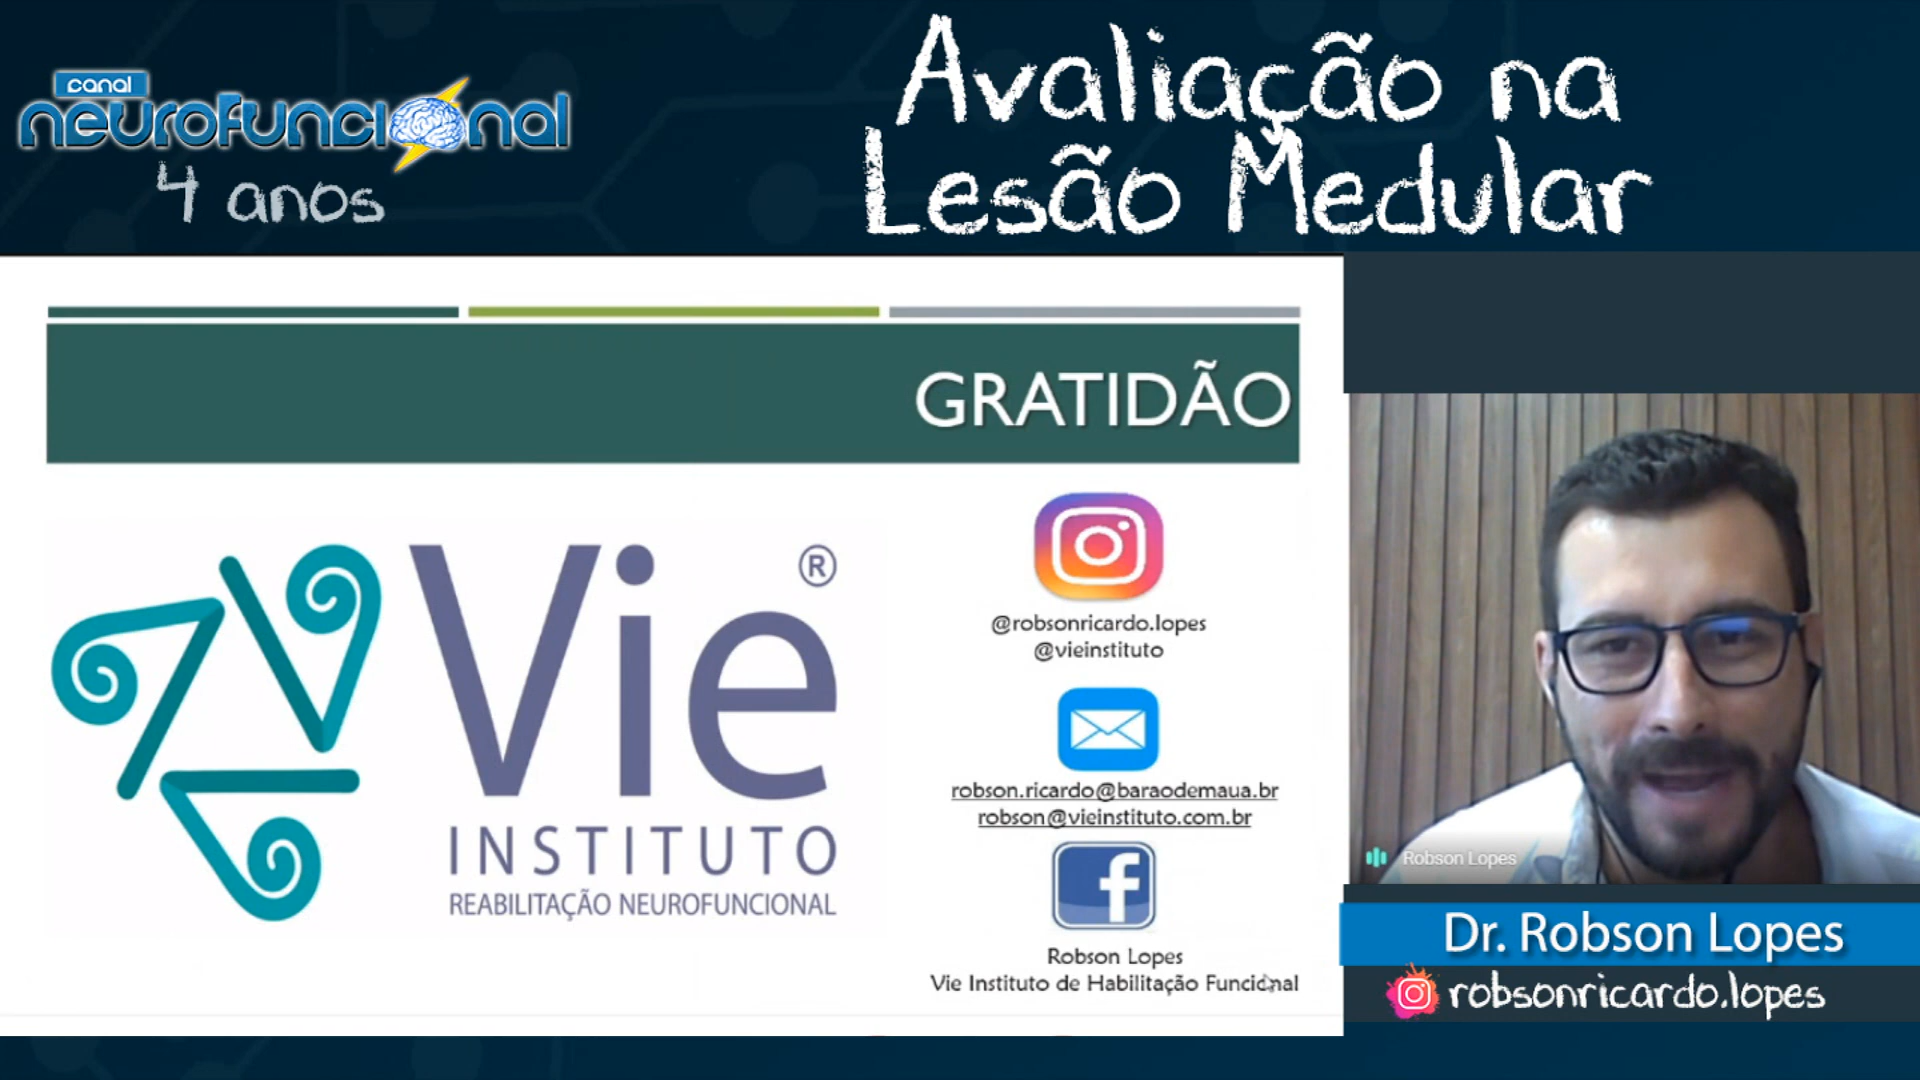 canal
neurofuncional
4 anos
Avaliação na
Lesão Medular
GRATIDÃO
Vie ®
INSTITUTO
REABILITAÇÃO NEUROFUNCIONAL
@robsonricardo.lopes
@vieinstituto
robson.ricardo@baraodemaua.br
robson@vieinstituto.com.br
f
Robson Lopes
Vie Instituto de Habilitação Funcional
Robson Lopes
Dr. Robson Lopes
robsonricardo.lopes